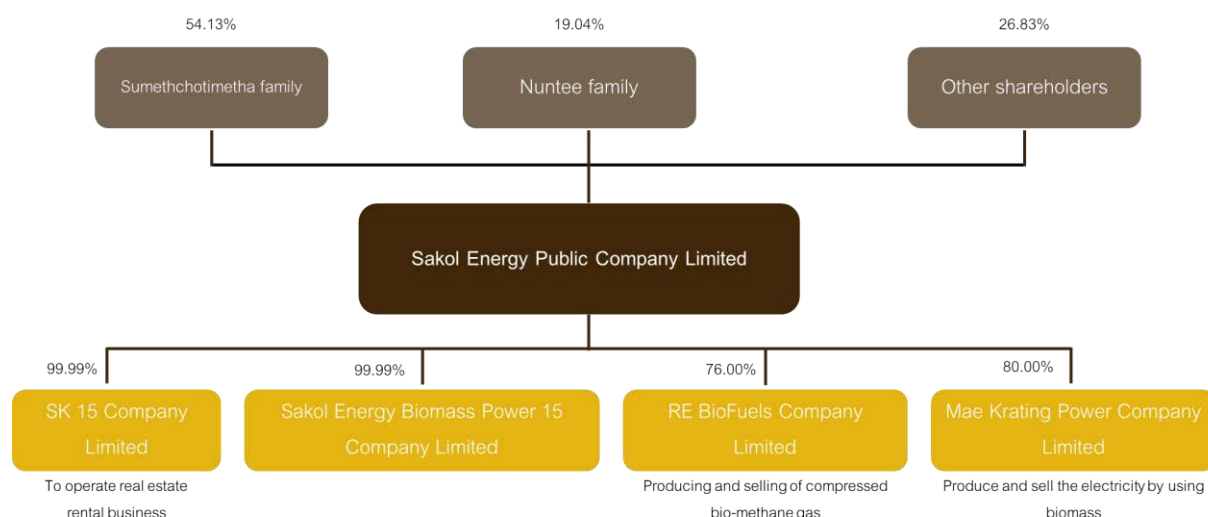 54.13%
19.04%
26.83%
Sumethchotimetha family
Nuntee family
Other shareholders
Sakol Energy Public Company Limited
99.99%
99.99%
76.00%
80.00%
SK 15 Company
Limited
Sakol Energy Biomass Power 15
Company Limited
RE BioFuels Company
Limited
Mae Krating Power Company
Limited
To operate real estate
rental business
Producing and selling of compressed
bio-methane gas
Produce and sell the electricity by using
biomass